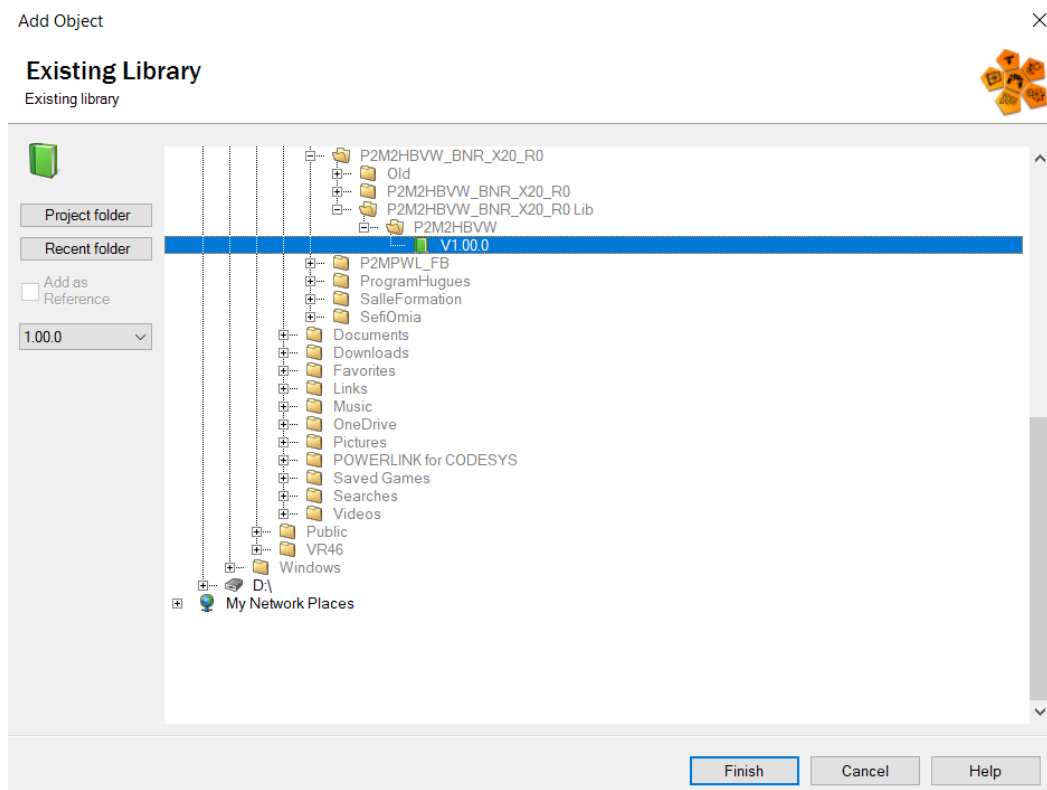 Add Object
Existing Library
Existing library
Project folder
Recent folder
Add as
Reference
1.00.0
P2M2HBVW_BNR_X20_R0
Old
P2M2HBVW_BNR_X20_R0
P2M2HBVW_BNR_X20_R0 Lib
P2M2HBVW
V1.00.0
P2MPWL_FB
ProgramHugues
SalleFormation
SefiOmia
Documents
Downloads
Favorites
Links
Music
OneDrive
Pictures
POWERLINK for CODESYS
Saved Games
Searches
Videos
Public
VR46
Windows
D:\
My Network Places
Finish
Cancel
Help